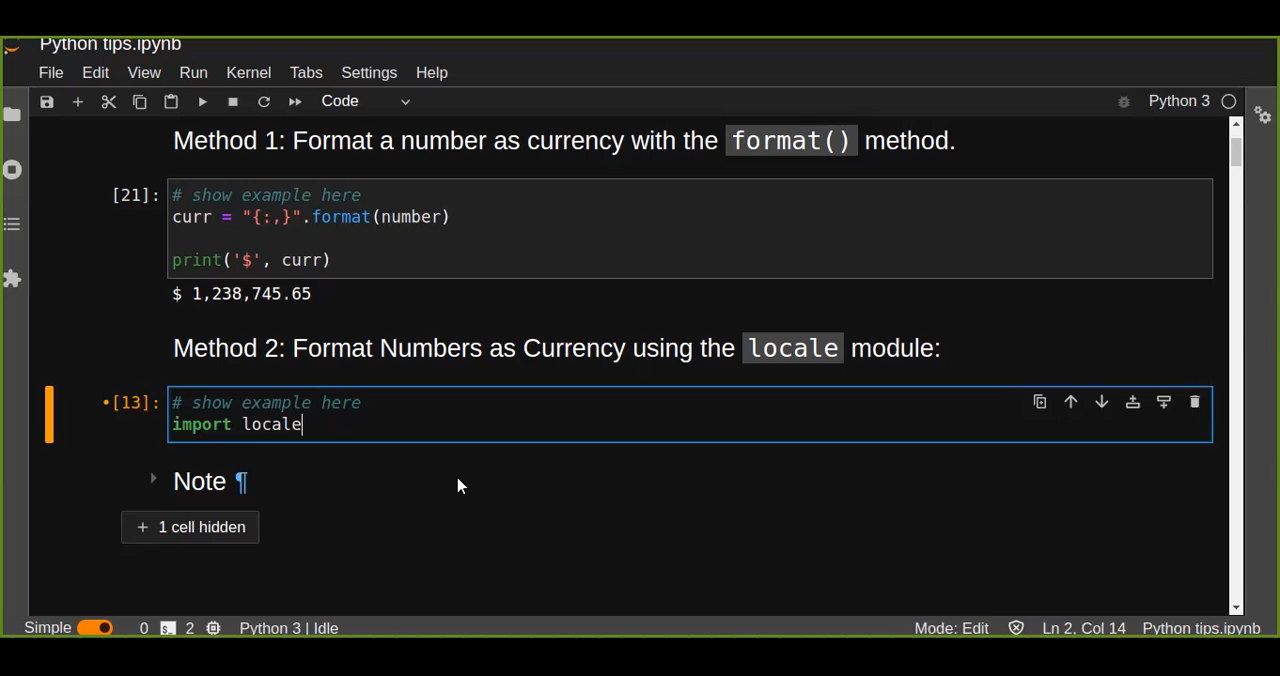 Python tips.ipynb
File Edit View Run Kernel Tabs Settings Help
Code
Python 3
Method 1: Format a number as currency with the format() method.
[21]:
# show example here
curr = "{:,}".format(number)
print('$', curr)
$ 1,238,745.65
Method 2: Format Numbers as Currency using the locale module:
•[13]:
# show example here
import locale
Note ¶
+ 1 cell hidden
Simple 0 $_ 2 Python 3 | Idle Mode: Edit Ln 2, Col 14 Python tips.ipynb